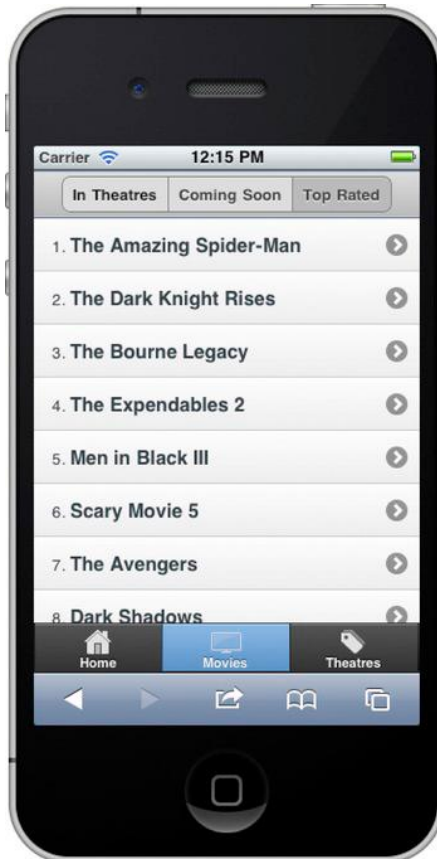 Carrier 12:15 PM
In Theatres Coming Soon Top Rated
1. The Amazing Spider-Man
2. The Dark Knight Rises
3. The Bourne Legacy
4. The Expendables 2
5. Men in Black III
6. Scary Movie 5
7. The Avengers
8. Dark Shadows
Home Movies Theatres